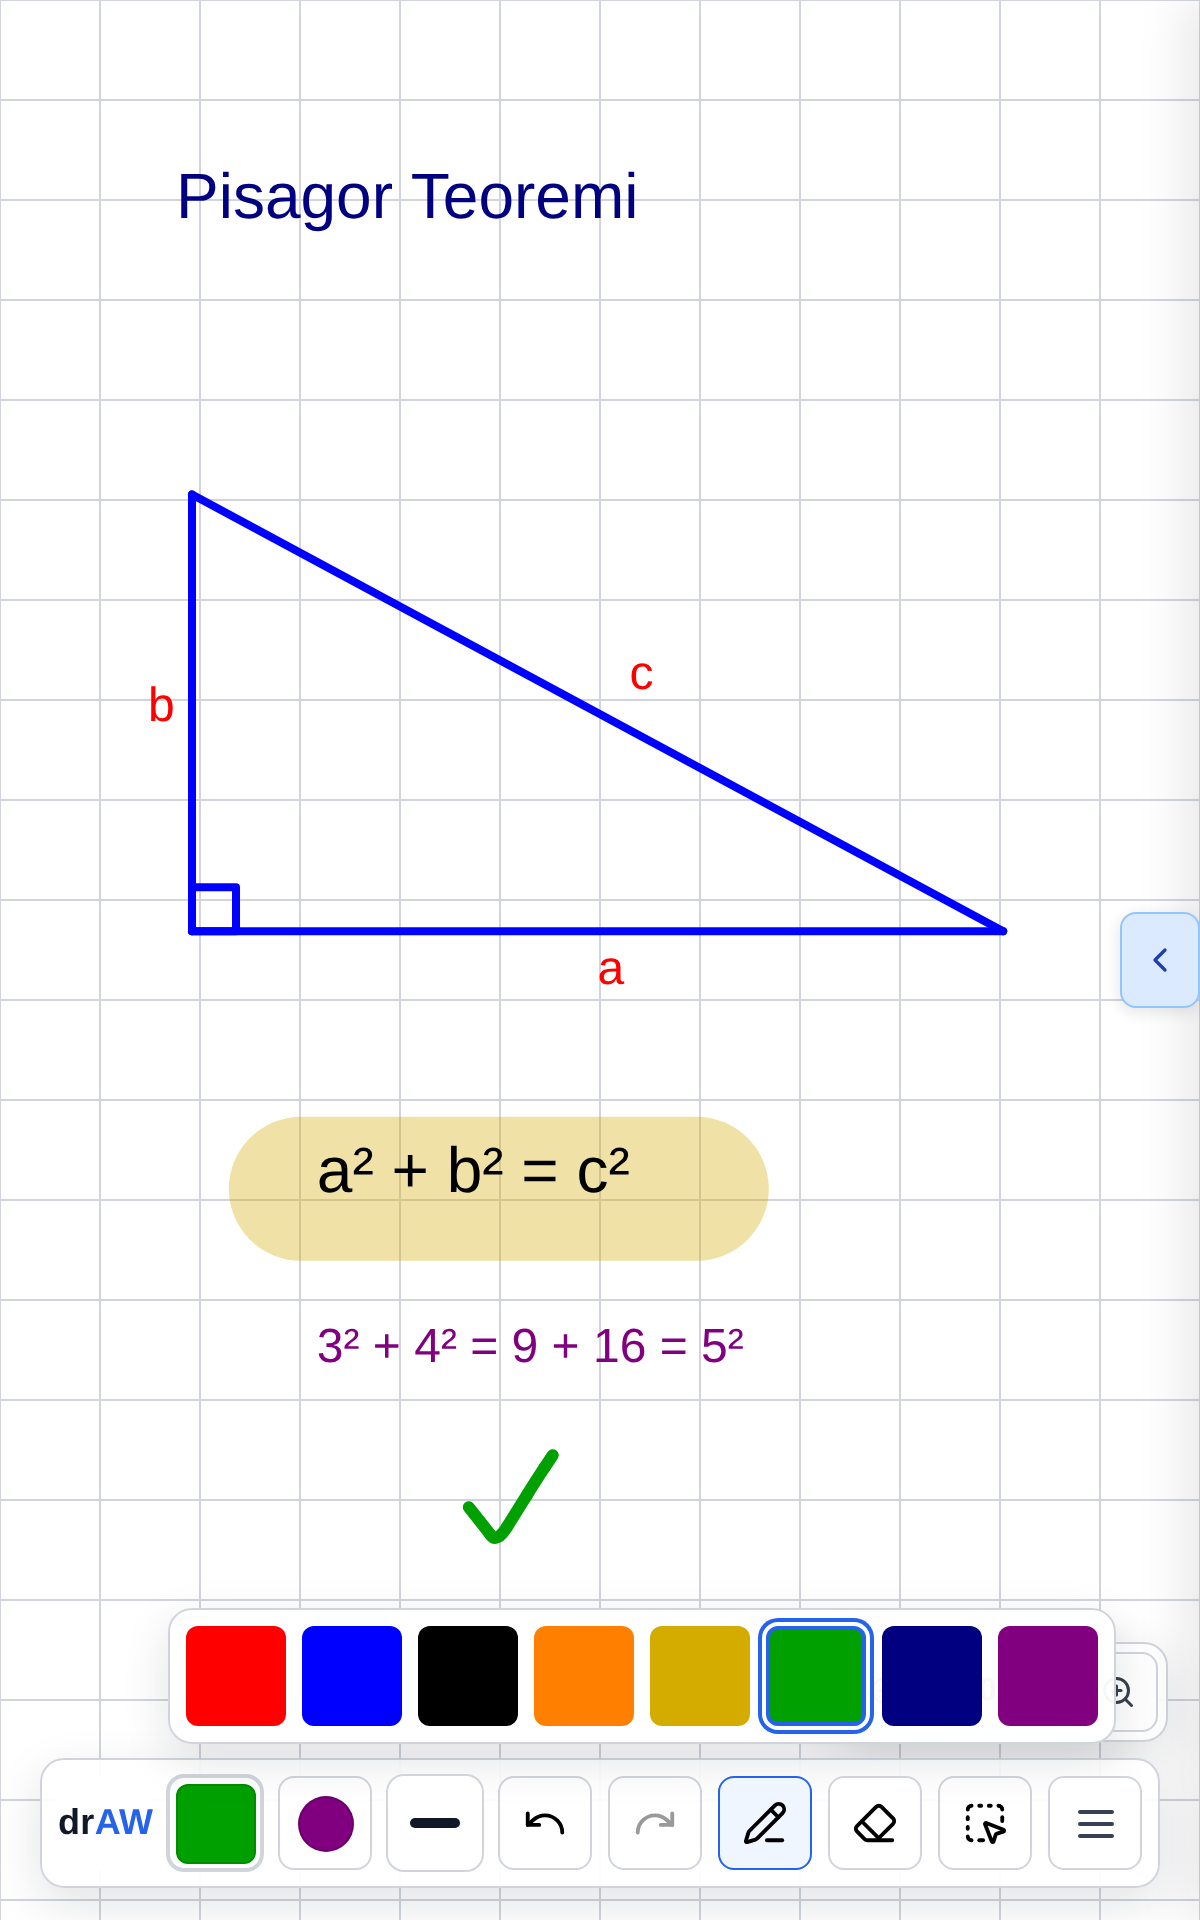 Pisagor Teoremi
c
b
a
a² + b² = c²
3² + 4² = 9 + 16 = 5²
drAW